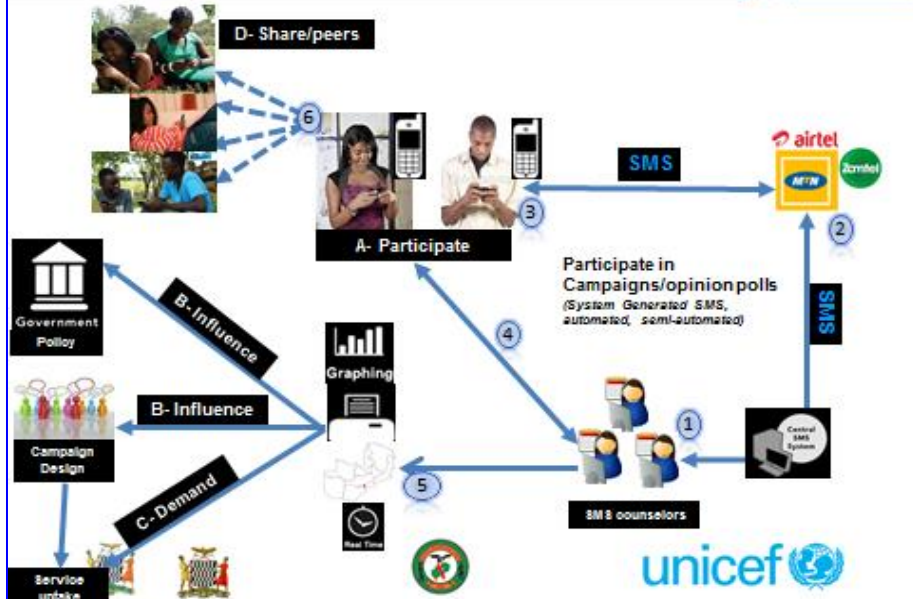 D- Share/peers
6
airtel
MTN
Zamtel
SMS
3
2
A- Participate
Participate in
Campaigns/opinion polls
(System Generated SMS,
automated, semi-automated)
SMS
Government
Policy
B- Influence
Graphing
4
B- Influence
1
Central
SMS
System
Campaign
Design
C- Demand
5
SMS counselors
Real Time
Service
uptake
unicef